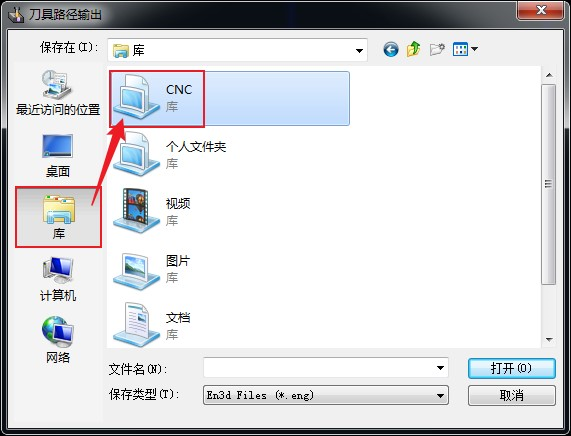 刀具路径输出
保存在(I):
库
最近访问的位置
桌面
库
计算机
网络
CNC
库
个人文件夹
库
视频
库
图片
库
文档
库
文件名(N):
打开(O)
保存类型(T):
En3d Files (*.eng)
取消